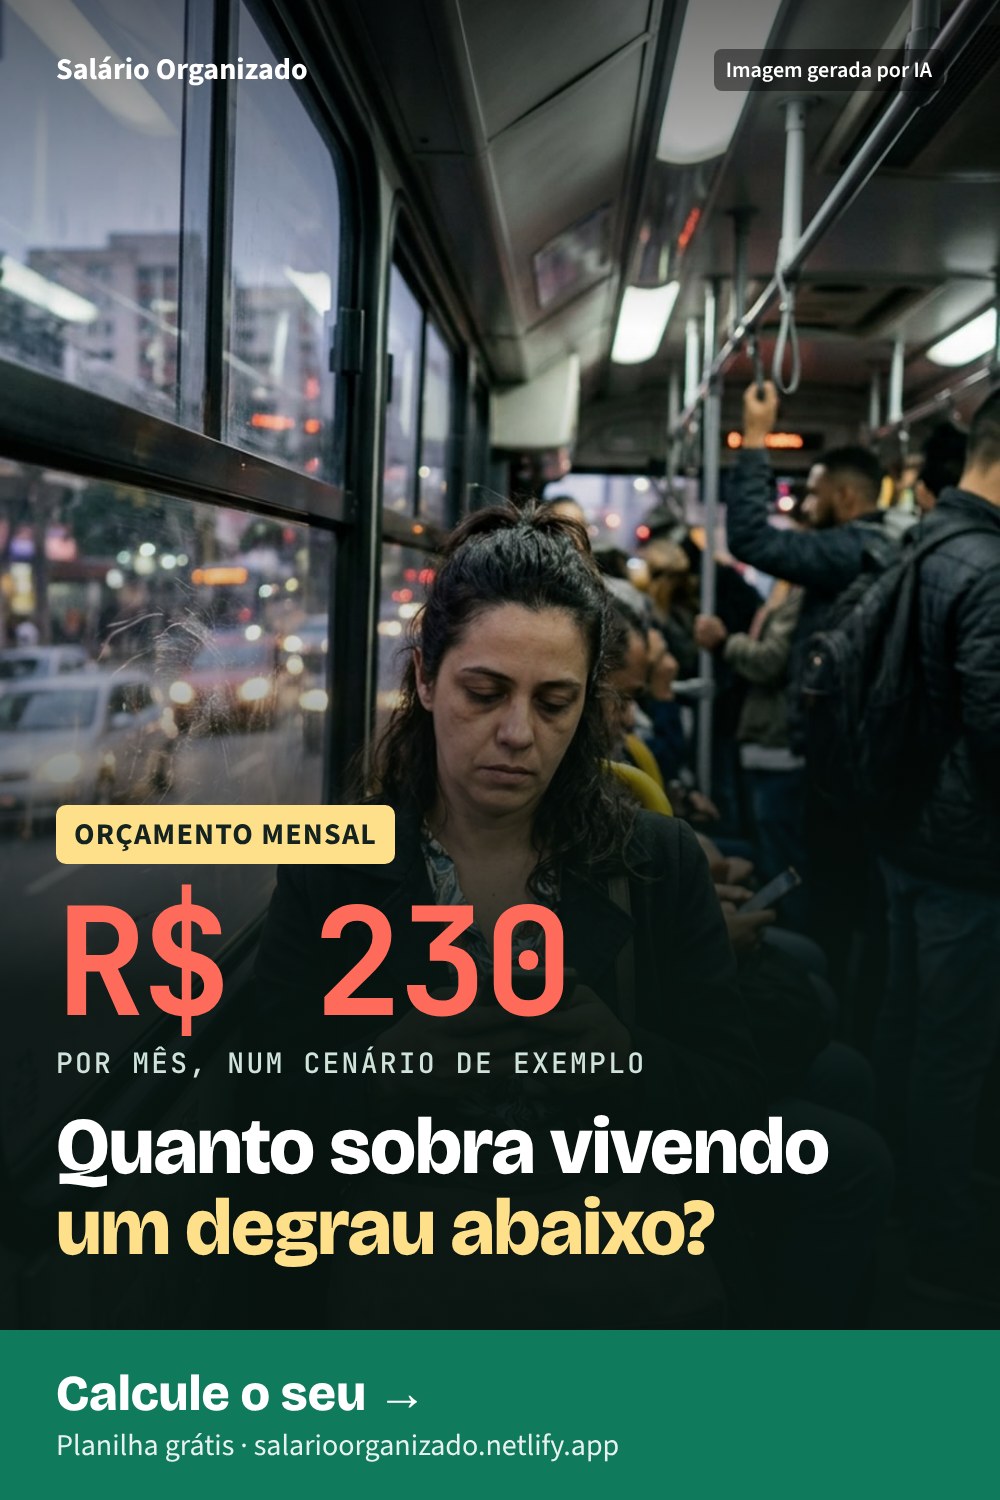 Salário Organizado
Imagem gerada por IA
ORÇAMENTO MENSAL
R$ 230
POR MÊS, NUM CENÁRIO DE EXEMPLO
Quanto sobra vivendo
um degrau abaixo?
Calcule o seu →
Planilha grátis · salarioorganizado.netlify.app